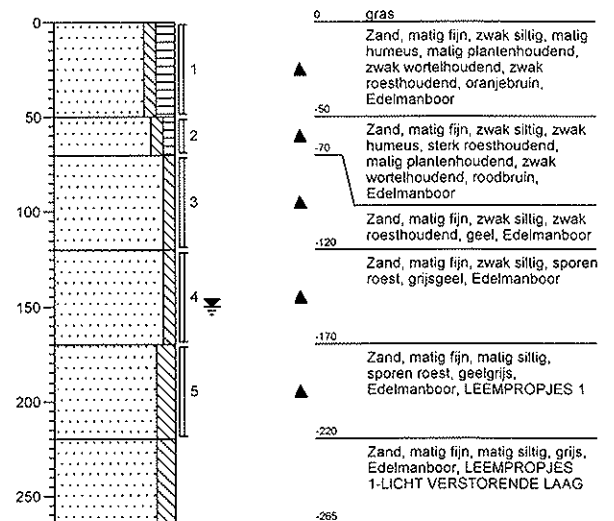 0
50
100
150
200
250
1
2
3
4
5
0 gras
Zand, matig fijn, zwak siltig, matig
humeus, matig plantenhoudend,
zwak wortelhoudend, zwak
roesthoudend, oranjebruin,
Edelmanboor
-50
Zand, matig fijn, zwak siltig, zwak
humeus, sterk roesthoudend,
matig plantenhoudend, zwak
wortelhoudend, roodbruin,
Edelmanboor
-70
Zand, matig fijn, zwak siltig, zwak
roesthoudend, geel, Edelmanboor
-120
Zand, matig fijn, zwak siltig, sporen
roest, grijsgeel, Edelmanboor
-170
Zand, matig fijn, matig siltig,
sporen roest, geelgrijs,
Edelmanboor, LEEMPROPJES 1
-220
Zand, matig fijn, matig siltig, grijs,
Edelmanboor, LEEMPROPJES
1-LICHT VERSTORENDE LAAG
-265